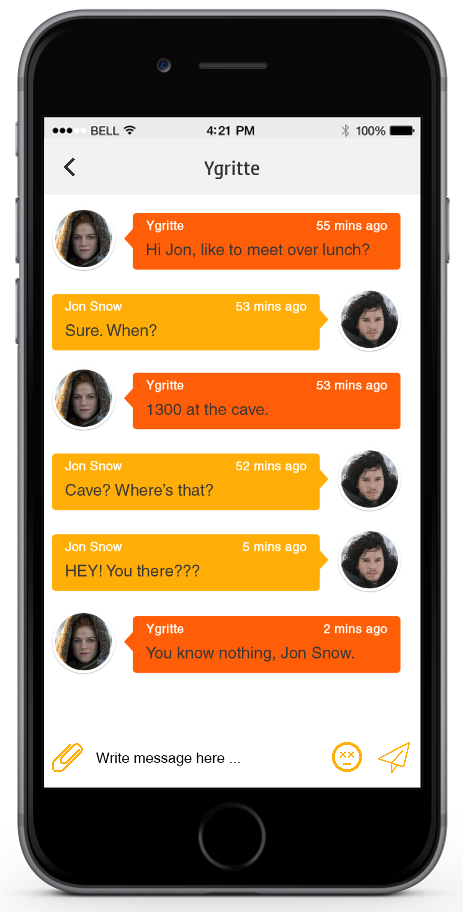 ●●●○○ BELL 4:21 PM 100%
Ygritte
Ygritte 55 mins ago
Hi Jon, like to meet over lunch?
Jon Snow 53 mins ago
Sure. When?
Ygritte 53 mins ago
1300 at the cave.
Jon Snow 52 mins ago
Cave? Where's that?
Jon Snow 5 mins ago
HEY! You there???
Ygritte 2 mins ago
You know nothing, Jon Snow.
Write message here ...